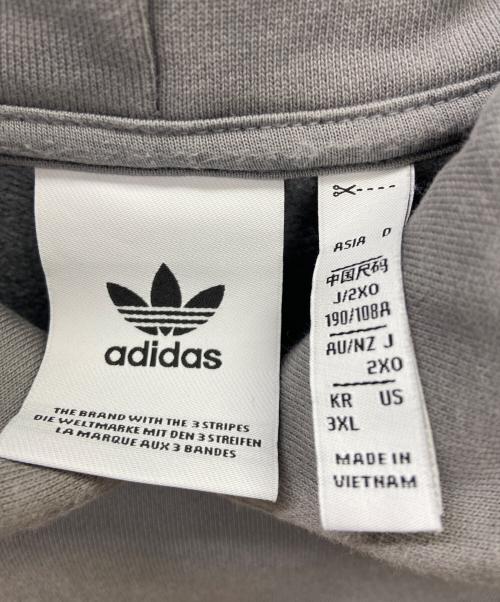 adidas
THE BRAND WITH THE 3 STRIPES
DIE WELTMARKE MIT DEN 3 STREIFEN
LA MARQUE AUX 3 BANDES
ASIA D
中国尺码
J/2XO
190/108A
AU/NZ J
2XO
KR US
3XL
MADE IN
VIETNAM